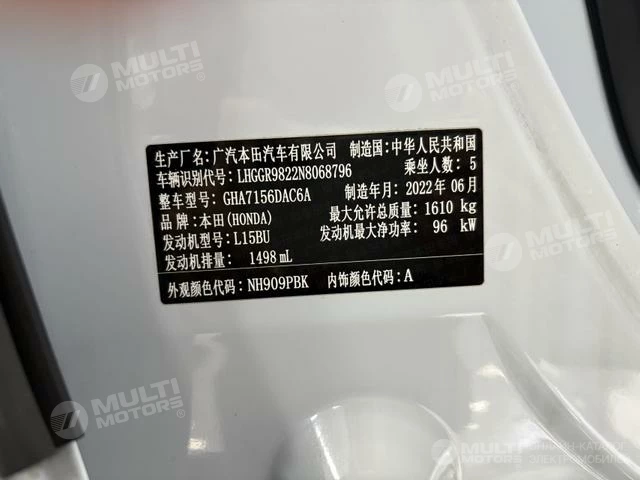 MULTI MOTORS®
MULTI MOTORS®
生产厂名：广汽本田汽车有限公司 制造国：中华人民共和国
车辆识别代号：LHGGR9822N8068796 乘坐人数：5
整车型号：GHA7156DAC6A 制造年月：2022年06月
品牌：本田(HONDA) 最大允许总质量：1610 kg
发动机型号：L15BU 发动机最大净功率：96 kW
发动机排量：1498 mL
外观颜色代码：NH909PBK 内饰颜色代码：A
MULTI MOTORS®
MULTI
ОНЛАЙН-КАТАЛОГ
ЭЛЕКТРОМОБИЛЕЙ